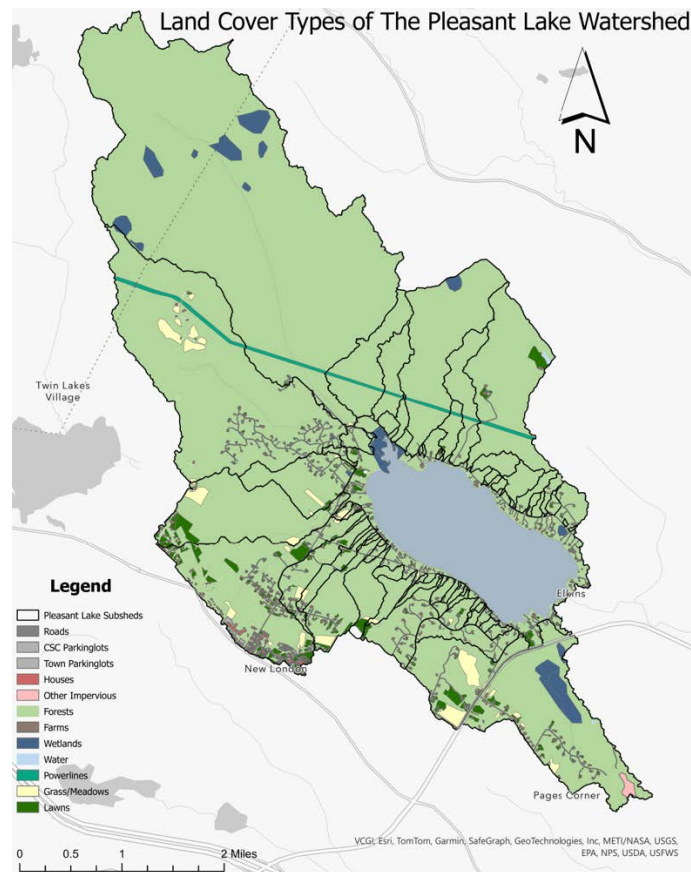 Land Cover Types of The Pleasant Lake Watershed
N
Twin Lakes
Village
Elkins
New London
Pages Corner
Legend
Pleasant Lake Subsheds
Roads
CSC Parkinglots
Town Parkinglots
Houses
Other Impervious
Forests
Farms
Wetlands
Water
Powerlines
Grass/Meadows
Lawns
VCGI, Esri, TomTom, Garmin, SafeGraph, GeoTechnologies, Inc, METI/NASA, USGS,
EPA, NPS, USDA, USFWS
0 0.5 1 2 Miles